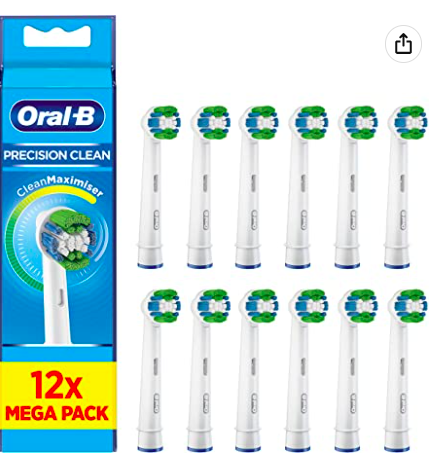 Oral-B
PRECISION CLEAN
CleanMaximiser
12x
MEGA PACK